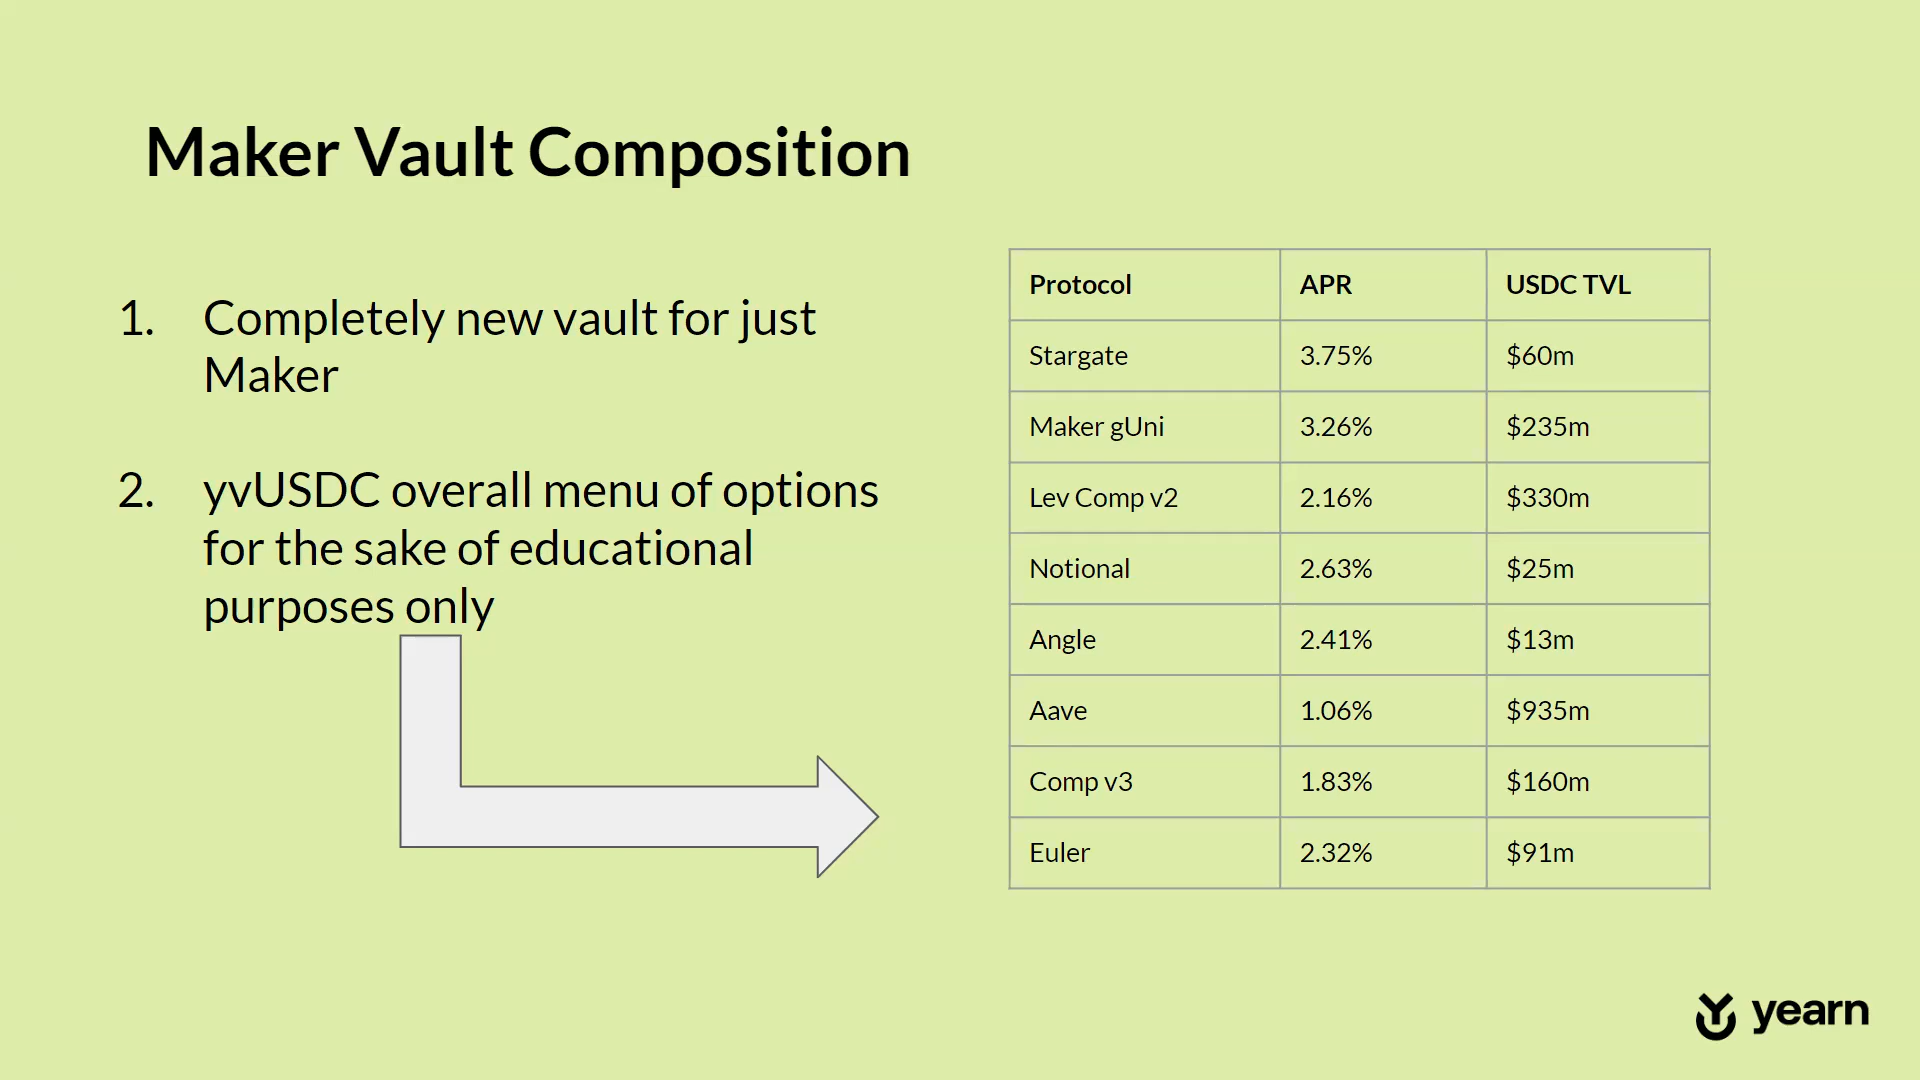 Maker Vault Composition
1. Completely new vault for just
Maker
2. yvUSDC overall menu of options
for the sake of educational
purposes only
Protocol APR USDC TVL
Stargate 3.75% $60m
Maker gUni 3.26% $235m
Lev Comp v2 2.16% $330m
Notional 2.63% $25m
Angle 2.41% $13m
Aave 1.06% $935m
Comp v3 1.83% $160m
Euler 2.32% $91m
yearn